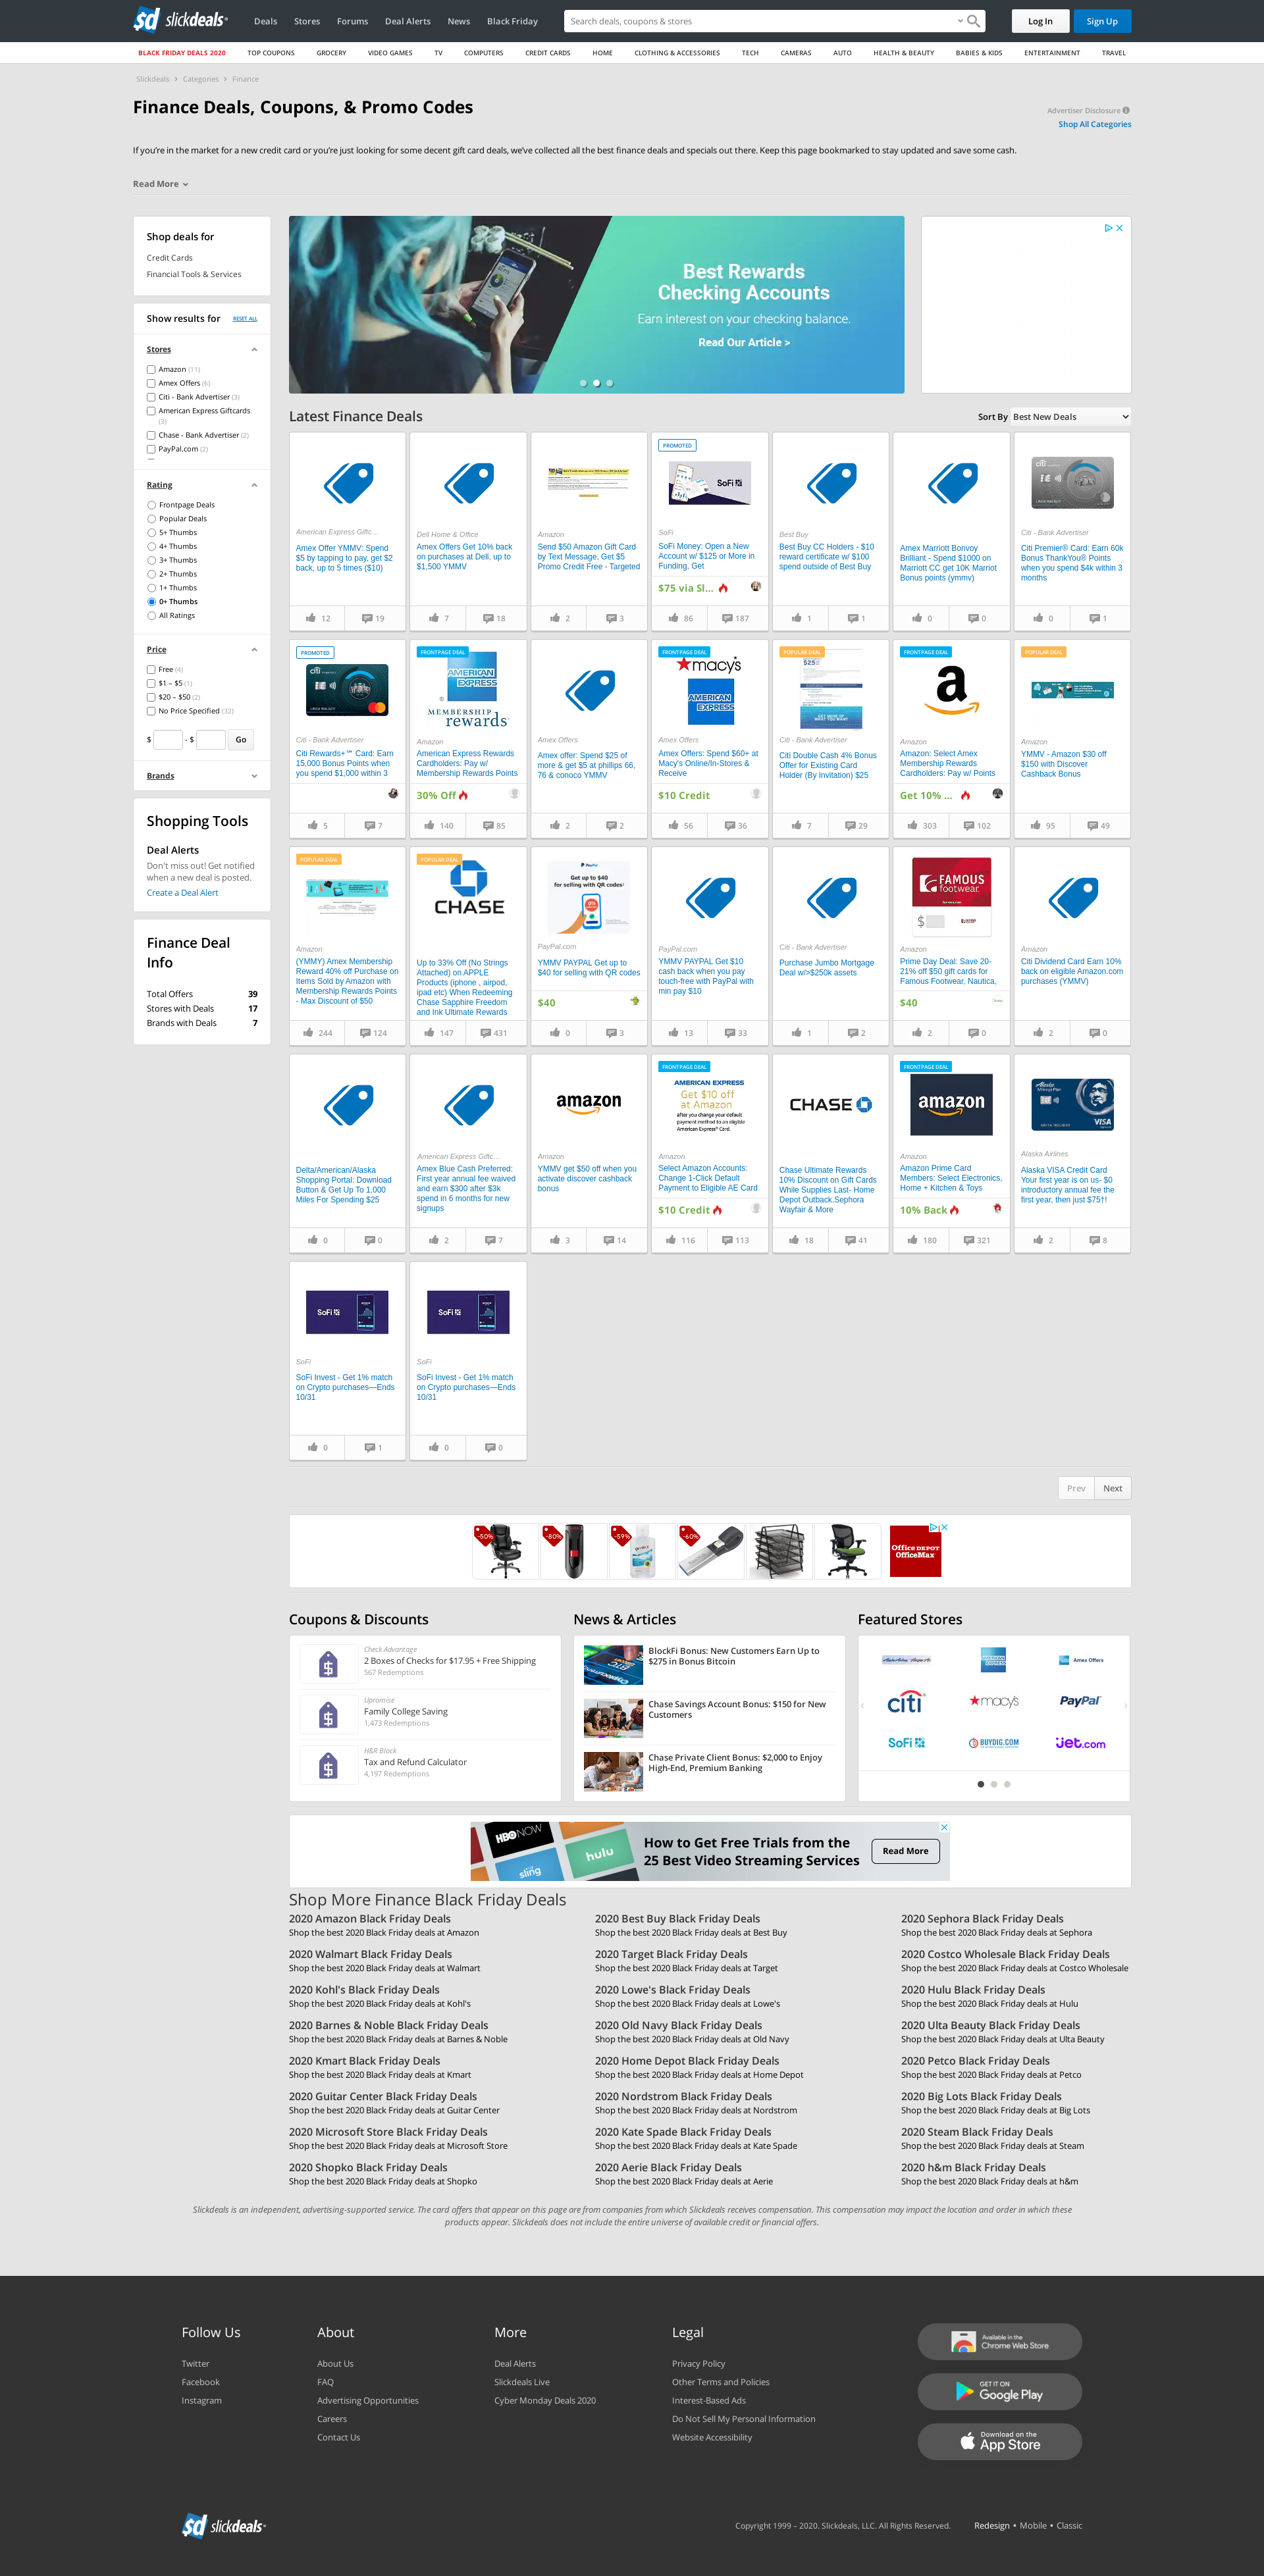 sd slickdeals
Deals Stores Forums Deal Alerts News Black Friday
Search deals, coupons & stores
Log In
Sign Up
BLACK FRIDAY DEALS 2020 TOP COUPONS GROCERY VIDEO GAMES TV COMPUTERS CREDIT CARDS HOME CLOTHING & ACCESSORIES TECH CAMERAS AUTO HEALTH & BEAUTY BABIES & KIDS ENTERTAINMENT TRAVEL
Slickdeals > Categories > Finance
Finance Deals, Coupons, & Promo Codes
Advertiser Disclosure
Shop All Categories
If you're in the market for a new credit card or you're just looking for some decent gift card deals, we've collected all the best finance deals and specials out there. Keep this page bookmarked to stay updated and save some cash.
Read More
Shop deals for
Credit Cards
Financial Tools & Services
Show results for RESET ALL
Stores
Amazon (11)
Amex Offers (6)
Citi - Bank Advertiser (3)
American Express Giftcards
(3)
Chase - Bank Advertiser (2)
PayPal.com (2)
Rating
Frontpage Deals
Popular Deals
5+ Thumbs
4+ Thumbs
3+ Thumbs
2+ Thumbs
1+ Thumbs
0+ Thumbs
All Ratings
Price
Free (4)
$1 – $5 (1)
$20 – $50 (2)
No Price Specified (32)
$ - $ Go
Brands
Shopping Tools
Deal Alerts
Don't miss out! Get notified
when a new deal is posted.
Create a Deal Alert
Finance Deal
Info
Total Offers 39
Stores with Deals 17
Brands with Deals 7
Best Rewards
Checking Accounts
Earn interest on your checking balance.
Read Our Article >
Latest Finance Deals
Sort By Best New Deals
American Express Giftc...
Amex Offer YMMV: Spend
$5 by tapping to pay, get $2
back, up to 5 times ($10)
12 19
Dell Home & Office
Amex Offers Get 10% back
on purchases at Dell, up to
$1,500 YMMV
7 18
Amazon
Send $50 Amazon Gift Card
by Text Message, Get $5
Promo Credit Free - Targeted
2 3
PROMOTED
SoFi
SoFi
SoFi Money: Open a New
Account w/ $125 or More in
Funding, Get
$75 via Sl...
86 187
Best Buy
Best Buy CC Holders - $10
reward certificate w/ $100
spend outside of Best Buy
1 1
Amex Marriott Bonvoy
Brilliant - Spend $1000 on
Marriott CC get 10K Marriot
Bonus points (ymmv)
0 0
citi
Citi - Bank Advertiser
Citi Premier® Card: Earn 60k
Bonus ThankYou® Points
when you spend $4k within 3
months
0 1
PROMOTED
citi
Citi - Bank Advertiser
Citi Rewards+℠ Card: Earn
15,000 Bonus Points when
you spend $1,000 within 3
5 7
FRONTPAGE DEAL
AMERICAN EXPRESS
MEMBERSHIP
rewards
Amazon
American Express Rewards
Cardholders: Pay w/
Membership Rewards Points
30% Off
140 85
Amex Offers
Amex offer: Spend $25 of
more & get $5 at phillips 66,
76 & conoco YMMV
2 2
FRONTPAGE DEAL
macy's
AMERICAN EXPRESS
Amex Offers
Amex Offers: Spend $60+ at
Macy's Online/In-Stores &
Receive
$10 Credit
56 36
POPULAR DEAL
$25
Citi - Bank Advertiser
Citi Double Cash 4% Bonus
Offer for Existing Card
Holder (By Invitation) $25
7 29
FRONTPAGE DEAL
a
Amazon
Amazon: Select Amex
Membership Rewards
Cardholders: Pay w/ Points
Get 10% ...
303 102
POPULAR DEAL
Amazon
YMMV - Amazon $30 off
$150 with Discover
Cashback Bonus
95 49
POPULAR DEAL
Amazon
(YMMY) Amex Membership
Reward 40% off Purchase on
Items Sold by Amazon with
Membership Rewards Points
- Max Discount of $50
244 124
POPULAR DEAL
CHASE
Up to 33% Off (No Strings
Attached) on APPLE
Products (iphone , airpod,
ipad etc) When Redeeming
Chase Sapphire Freedom
and Ink Ultimate Rewards
147 431
PayPal
Get up to $40
for selling with QR codes
PayPal.com
YMMV PAYPAL Get up to
$40 for selling with QR codes
$40
0 3
PayPal.com
YMMV PAYPAL Get $10
cash back when you pay
touch-free with PayPal with
min pay $10
13 33
Citi - Bank Advertiser
Purchase Jumbo Mortgage
Deal w/>$250k assets
1 2
FAMOUS
footwear
$
Amazon
Prime Day Deal: Save 20-
21% off $50 gift cards for
Famous Footwear, Nautica,
$40
2 0
Amazon
Citi Dividend Card Earn 10%
back on eligible Amazon.com
purchases (YMMV)
2 0
Delta/American/Alaska
Shopping Portal: Download
Button & Get Up To 1,000
Miles For Spending $25
0 0
American Express Giftc...
Amex Blue Cash Preferred:
First year annual fee waived
and earn $300 after $3k
spend in 6 months for new
signups
2 7
amazon
Amazon
YMMV get $50 off when you
activate discover cashback
bonus
3 14
FRONTPAGE DEAL
AMERICAN EXPRESS
Get $10 off
at Amazon
after you change your default
payment method to an eligible
American Express® Card.
Amazon
Select Amazon Accounts:
Change 1-Click Default
Payment to Eligible AE Card
$10 Credit
116 113
CHASE
Chase Ultimate Rewards
10% Discount on Gift Cards
While Supplies Last- Home
Depot Outback,Sephora
Wayfair & More
18 41
FRONTPAGE DEAL
amazon
Amazon
Amazon Prime Card
Members: Select Electronics,
Home + Kitchen & Toys
10% Back
180 321
Alaska
VISA
Alaska Airlines
Alaska VISA Credit Card
Your first year is on us- $0
introductory annual fee the
first year, then just $75†!
2 8
SoFi
SoFi
SoFi Invest - Get 1% match
on Crypto purchases—Ends
10/31
0 1
SoFi
SoFi
SoFi Invest - Get 1% match
on Crypto purchases—Ends
10/31
0 0
Prev Next
-50% -80% -59% -60%
Office DEPOT
OfficeMax
Coupons & Discounts
Check Advantage
2 Boxes of Checks for $17.95 + Free Shipping
567 Redemptions
Upromise
Family College Saving
1,473 Redemptions
H&R Block
Tax and Refund Calculator
4,197 Redemptions
News & Articles
BlockFi Bonus: New Customers Earn Up to
$275 in Bonus Bitcoin
Chase Savings Account Bonus: $150 for New
Customers
Chase Private Client Bonus: $2,000 to Enjoy
High-End, Premium Banking
Featured Stores
AMERICAN EXPRESS
Amex Offers
citi
macy's
PayPal
SoFi
BUYDIG.COM
jet.com
HBO NOW
hulu
sling
How to Get Free Trials from the
25 Best Video Streaming Services
Read More
Shop More Finance Black Friday Deals
2020 Amazon Black Friday Deals
Shop the best 2020 Black Friday deals at Amazon
2020 Best Buy Black Friday Deals
Shop the best 2020 Black Friday deals at Best Buy
2020 Sephora Black Friday Deals
Shop the best 2020 Black Friday deals at Sephora
2020 Walmart Black Friday Deals
Shop the best 2020 Black Friday deals at Walmart
2020 Target Black Friday Deals
Shop the best 2020 Black Friday deals at Target
2020 Costco Wholesale Black Friday Deals
Shop the best 2020 Black Friday deals at Costco Wholesale
2020 Kohl's Black Friday Deals
Shop the best 2020 Black Friday deals at Kohl's
2020 Lowe's Black Friday Deals
Shop the best 2020 Black Friday deals at Lowe's
2020 Hulu Black Friday Deals
Shop the best 2020 Black Friday deals at Hulu
2020 Barnes & Noble Black Friday Deals
Shop the best 2020 Black Friday deals at Barnes & Noble
2020 Old Navy Black Friday Deals
Shop the best 2020 Black Friday deals at Old Navy
2020 Ulta Beauty Black Friday Deals
Shop the best 2020 Black Friday deals at Ulta Beauty
2020 Kmart Black Friday Deals
Shop the best 2020 Black Friday deals at Kmart
2020 Home Depot Black Friday Deals
Shop the best 2020 Black Friday deals at Home Depot
2020 Petco Black Friday Deals
Shop the best 2020 Black Friday deals at Petco
2020 Guitar Center Black Friday Deals
Shop the best 2020 Black Friday deals at Guitar Center
2020 Nordstrom Black Friday Deals
Shop the best 2020 Black Friday deals at Nordstrom
2020 Big Lots Black Friday Deals
Shop the best 2020 Black Friday deals at Big Lots
2020 Microsoft Store Black Friday Deals
Shop the best 2020 Black Friday deals at Microsoft Store
2020 Kate Spade Black Friday Deals
Shop the best 2020 Black Friday deals at Kate Spade
2020 Steam Black Friday Deals
Shop the best 2020 Black Friday deals at Steam
2020 Shopko Black Friday Deals
Shop the best 2020 Black Friday deals at Shopko
2020 Aerie Black Friday Deals
Shop the best 2020 Black Friday deals at Aerie
2020 h&m Black Friday Deals
Shop the best 2020 Black Friday deals at h&m
Slickdeals is an independent, advertising-supported service. The card offers that appear on this page are from companies from which Slickdeals receives compensation. This compensation may impact the location and order in which these
products appear. Slickdeals does not include the entire universe of available credit or financial offers.
Follow Us
Twitter
Facebook
Instagram
About
About Us
FAQ
Advertising Opportunities
Careers
Contact Us
More
Deal Alerts
Slickdeals Live
Cyber Monday Deals 2020
Legal
Privacy Policy
Other Terms and Policies
Interest-Based Ads
Do Not Sell My Personal Information
Website Accessibility
Available in the
Chrome Web Store
GET IT ON
Google Play
Download on the
App Store
sd slickdeals
Copyright 1999 – 2020. Slickdeals, LLC. All Rights Reserved. Redesign • Mobile • Classic